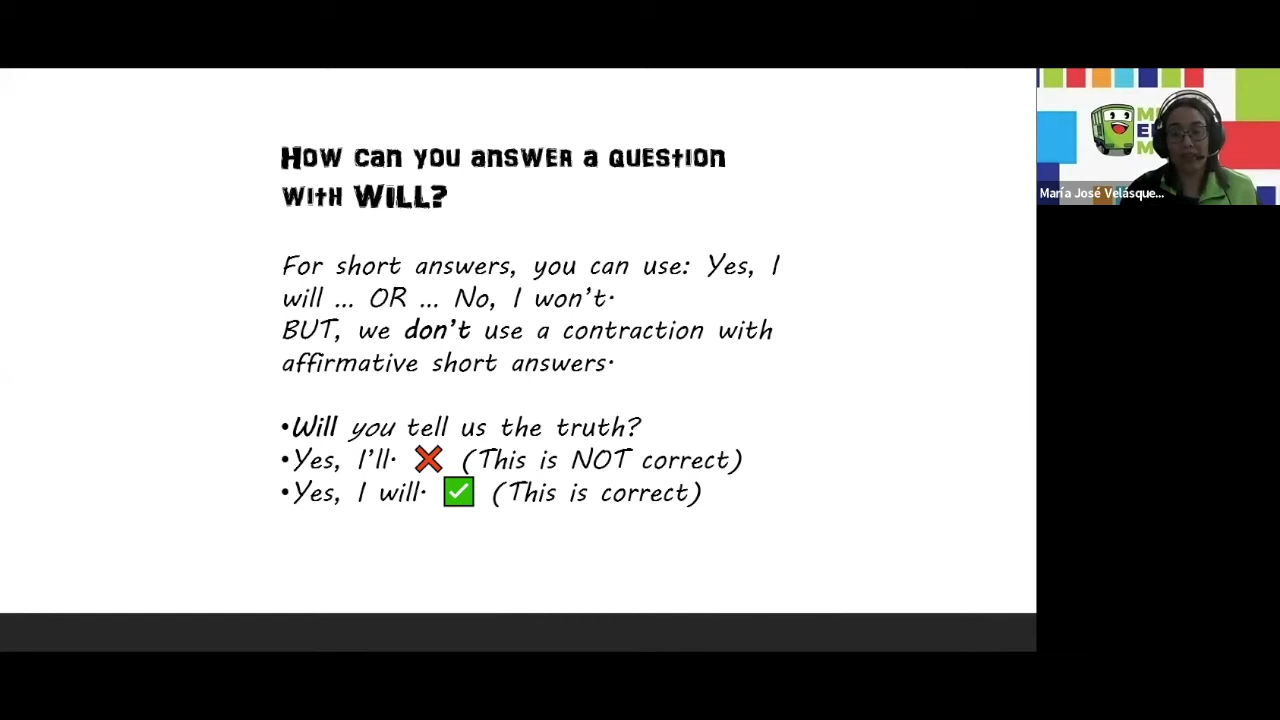 How can you answer a question
with WILL?
For short answers, you can use: Yes, I
will ... OR ... No, I won't.
BUT, we don't use a contraction with
affirmative short answers.
•Will you tell us the truth?
•Yes, I'll. ❌ (This is NOT correct)
•Yes, I will. ✅ (This is correct)
María José Velásque...